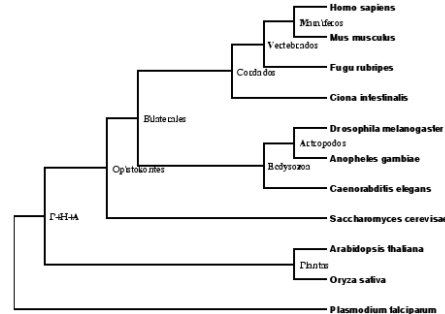 Homo sapiens
Mamíferos
Mus musculus
Vertebrados
Fugu rubripes
Cordados
Ciona intestinalis
Bilaterales
Drosophila melanogaster
Artropodos
Anopheles gambiae
Ecdysozoa
Opistokontes
Caenorabditis elegans
Saccharomyces cerevisae
Arabidopsis thaliana
Plantas
Oryza sativa
Plasmodium falciparum